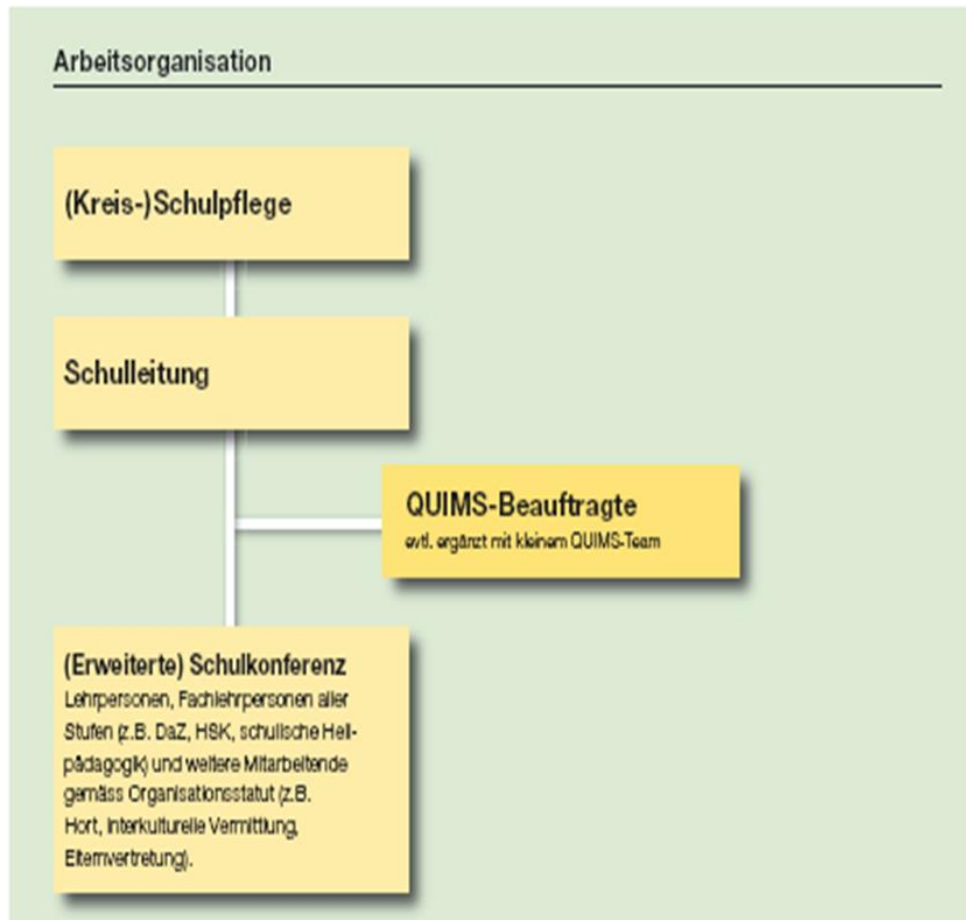 Arbeitsorganisation
(Kreis-)Schulpflege
Schulleitung
QUIMS-Beauftragte
evtl. ergänzt mit kleinem QUIMS-Team
(Erweiterte) Schulkonferenz
Lehrpersonen, Fachlehrpersonen aller
Stufen (z.B. DaZ, HSK, schulische Heil-
pädagogik) und weitere Mitarbeitende
gemäss Organisationsstatut (z.B.
Hort, interkulturelle Vermittlung,
Elternvertretung).